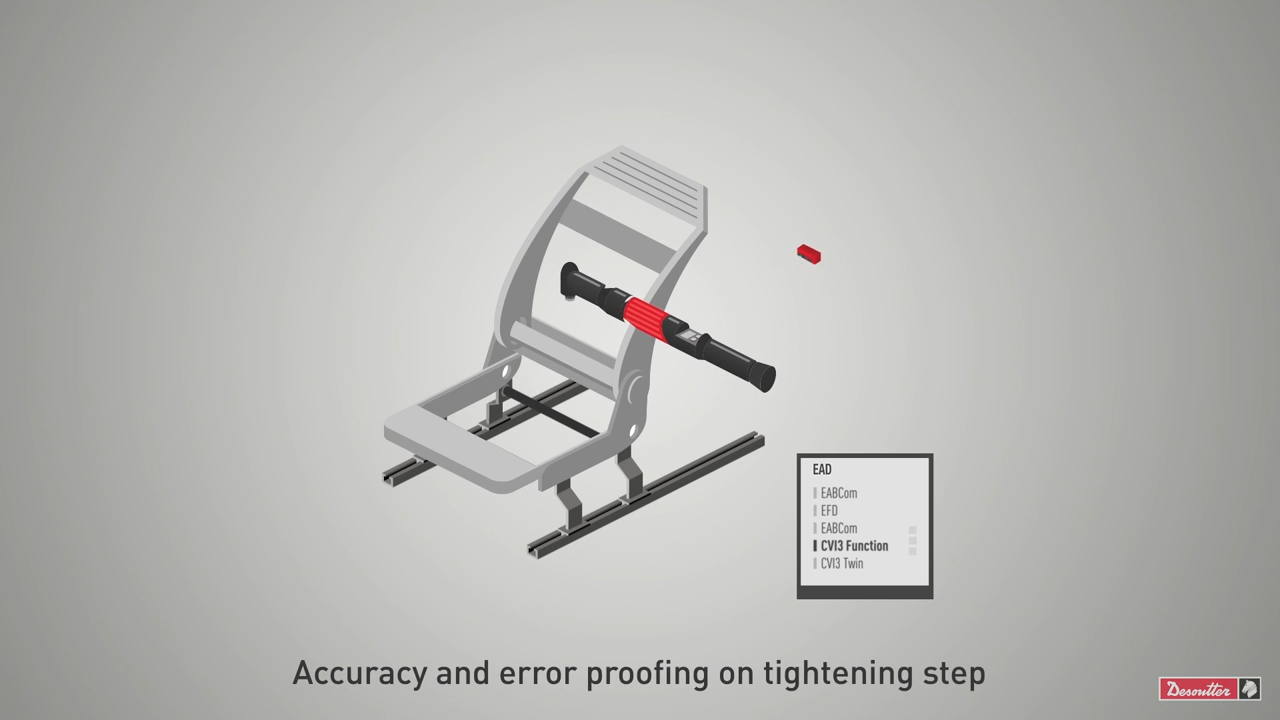 EAD
EABCom
EFD
EABCom
CVI3 Function
CVI3 Twin
Accuracy and error proofing on tightening step
Desoutter